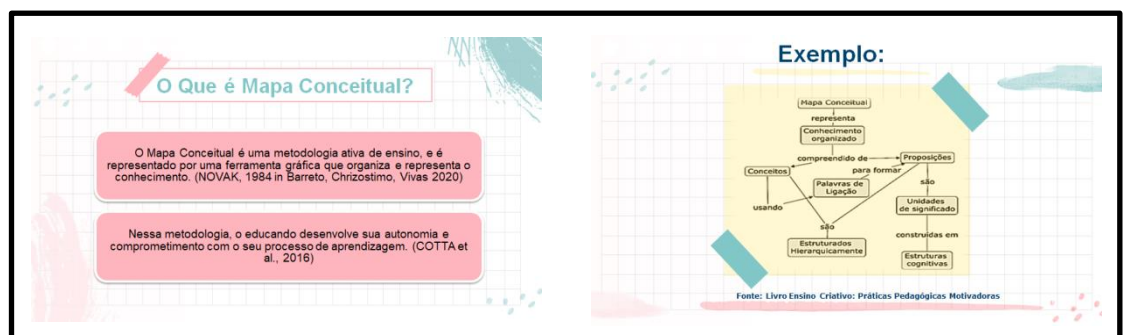 O Que é Mapa Conceitual?
O Mapa Conceitual é uma metodologia ativa de ensino, e é
representado por uma ferramenta gráfica que organiza e representa o
conhecimento. (NOVAK, 1984 in Barreto, Chrizostimo, Vivas 2020)
Nessa metodologia, o educando desenvolve sua autonomia e
comprometimento com o seu processo de aprendizagem. (COTTA et
al., 2016)
Exemplo:
Mapa Conceitual
representa
Conhecimento
organizado
compreendido de
Proposições
Conceitos
para formar
Palavras de
Ligação
são
usando
Unidades
de significado
são
construídas em
Estruturados
Hierarquicamente
Estruturas
cognitivas
Fonte: Livro Ensino Criativo: Práticas Pedagógicas Motivadoras